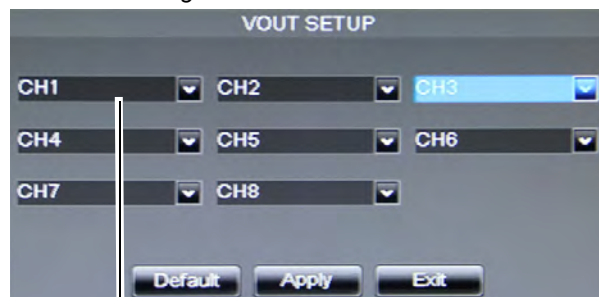 VOUT SETUP
CH1 CH2 CH3
CH4 CH5 CH6
CH7 CH8
Default Apply Exit